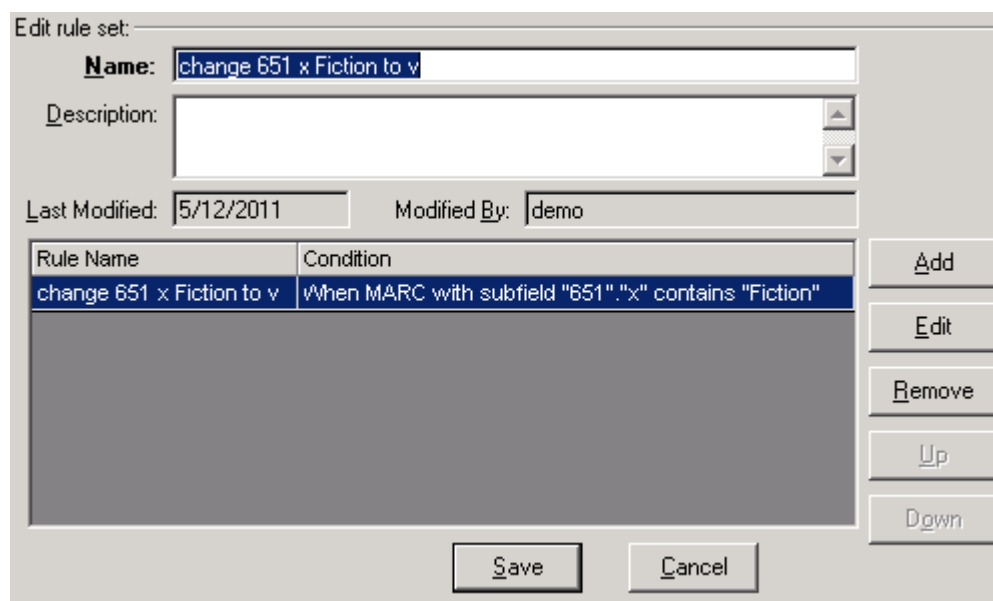 Edit rule set:
Name: change 651 x Fiction to v
Description:
Last Modified: 5/12/2011 Modified By: demo
Rule Name Condition Add
change 651 x Fiction to v When MARC with subfield "651"."x" contains "Fiction"
Edit
Remove
Up
Down
Save Cancel